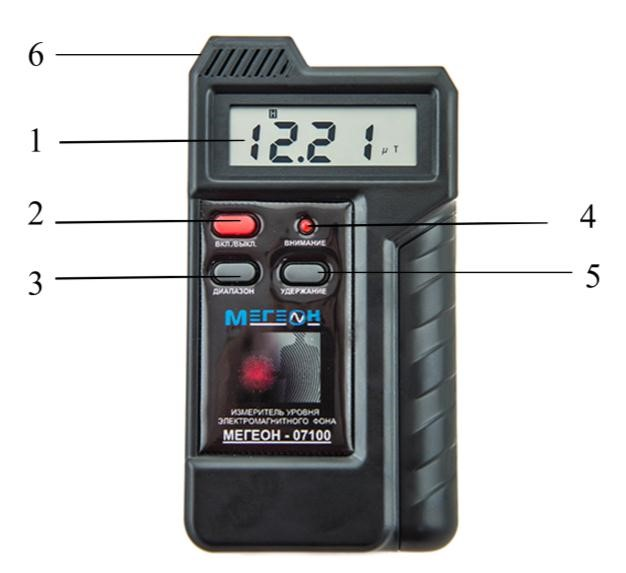 6
H
1
12.21 μT
2
4
ВКЛ./ВЫКЛ.
ВНИМАНИЕ
3
5
ДИАПАЗОН
УДЕРЖАНИЕ
МЕГЕОН
ИЗМЕРИТЕЛЬ УРОВНЯ
ЭЛЕКТРОМАГНИТНОГО ФОНА
МЕГЕОН - 07100